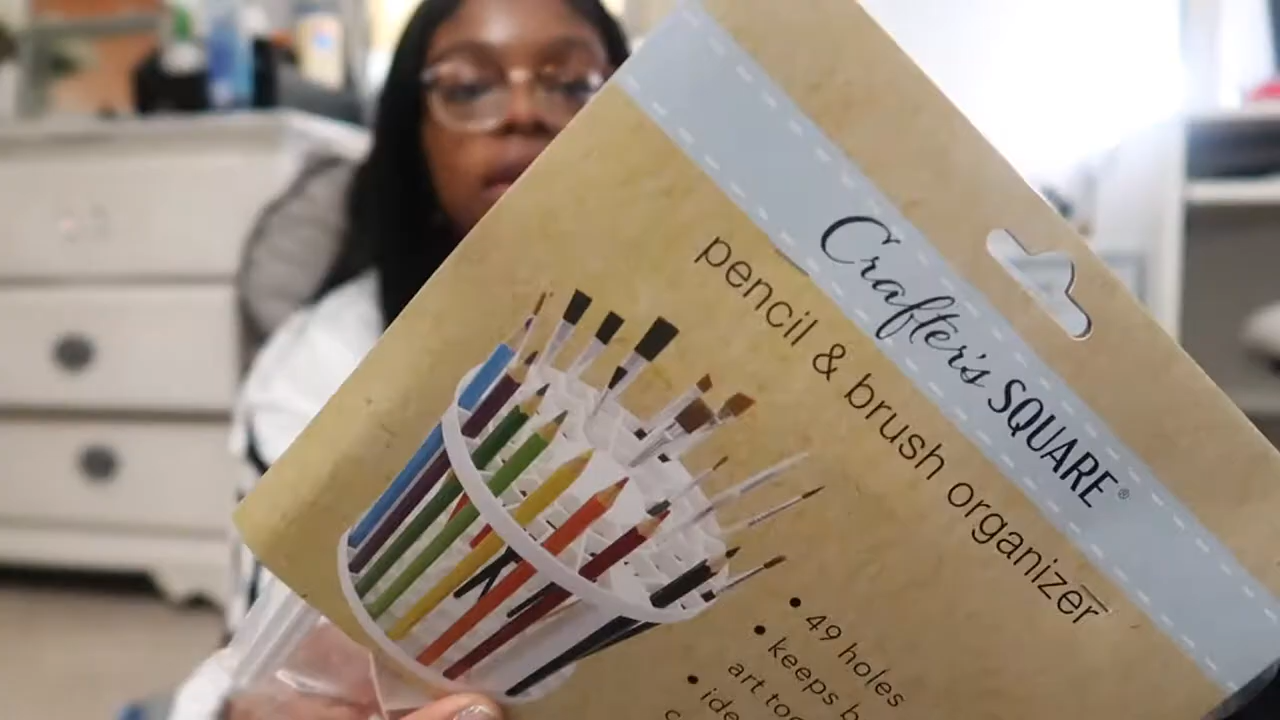 Crafter's SQUARE®
pencil & brush organizer
• 49 holes
• keeps b
art too
• ide
c